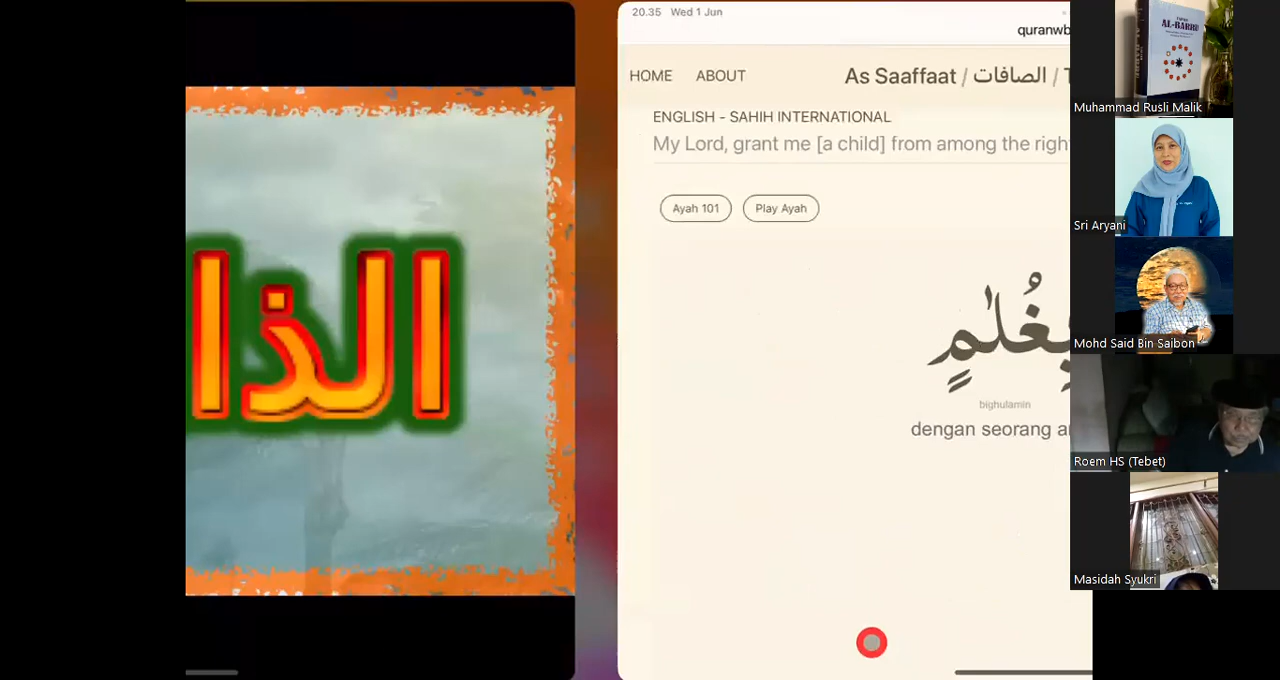 الذا
20.35 Wed 1 Jun
quranwb
HOME ABOUT As Saaffaat / الصافات / T
ENGLISH - SAHIH INTERNATIONAL
My Lord, grant me [a child] from among the righ
Ayah 101 Play Ayah
بِغُلَٰمٍ
bighulamin
dengan seorang a
AL-BARRU
Muhammad Rusli Malik
Sri Aryani
Mohd Said Bin Saibon
Roem HS (Tebet)
Masidah Syukri